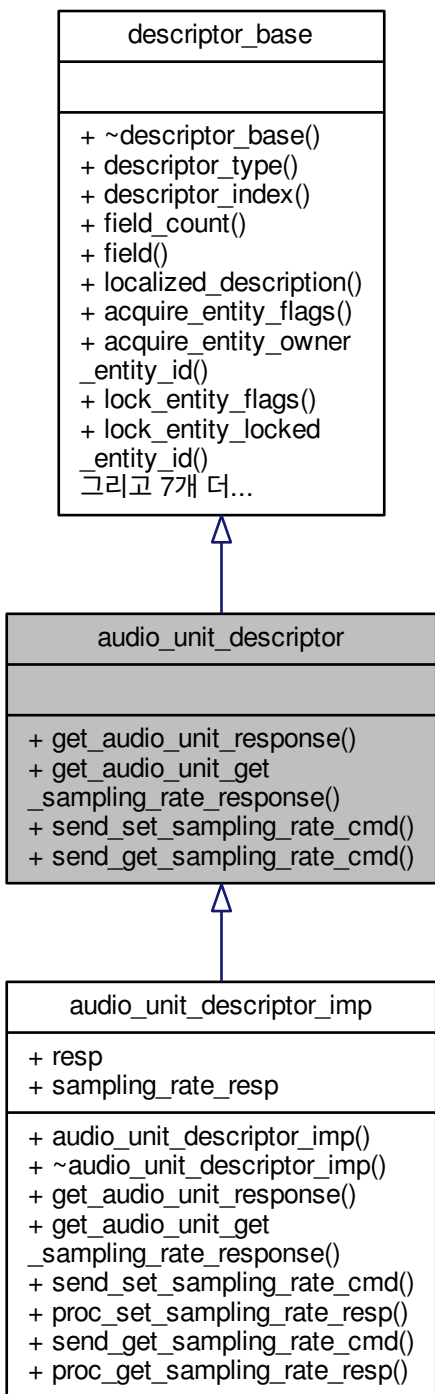 descriptor_base
+ ~descriptor_base()
+ descriptor_type()
+ descriptor_index()
+ field_count()
+ field()
+ localized_description()
+ acquire_entity_flags()
+ acquire_entity_owner
_entity_id()
+ lock_entity_flags()
+ lock_entity_locked
_entity_id()
그리고 7개 더...
audio_unit_descriptor
+ get_audio_unit_response()
+ get_audio_unit_get
_sampling_rate_response()
+ send_set_sampling_rate_cmd()
+ send_get_sampling_rate_cmd()
audio_unit_descriptor_imp
+ resp
+ sampling_rate_resp
+ audio_unit_descriptor_imp()
+ ~audio_unit_descriptor_imp()
+ get_audio_unit_response()
+ get_audio_unit_get
_sampling_rate_response()
+ send_set_sampling_rate_cmd()
+ proc_set_sampling_rate_resp()
+ send_get_sampling_rate_cmd()
+ proc_get_sampling_rate_resp()